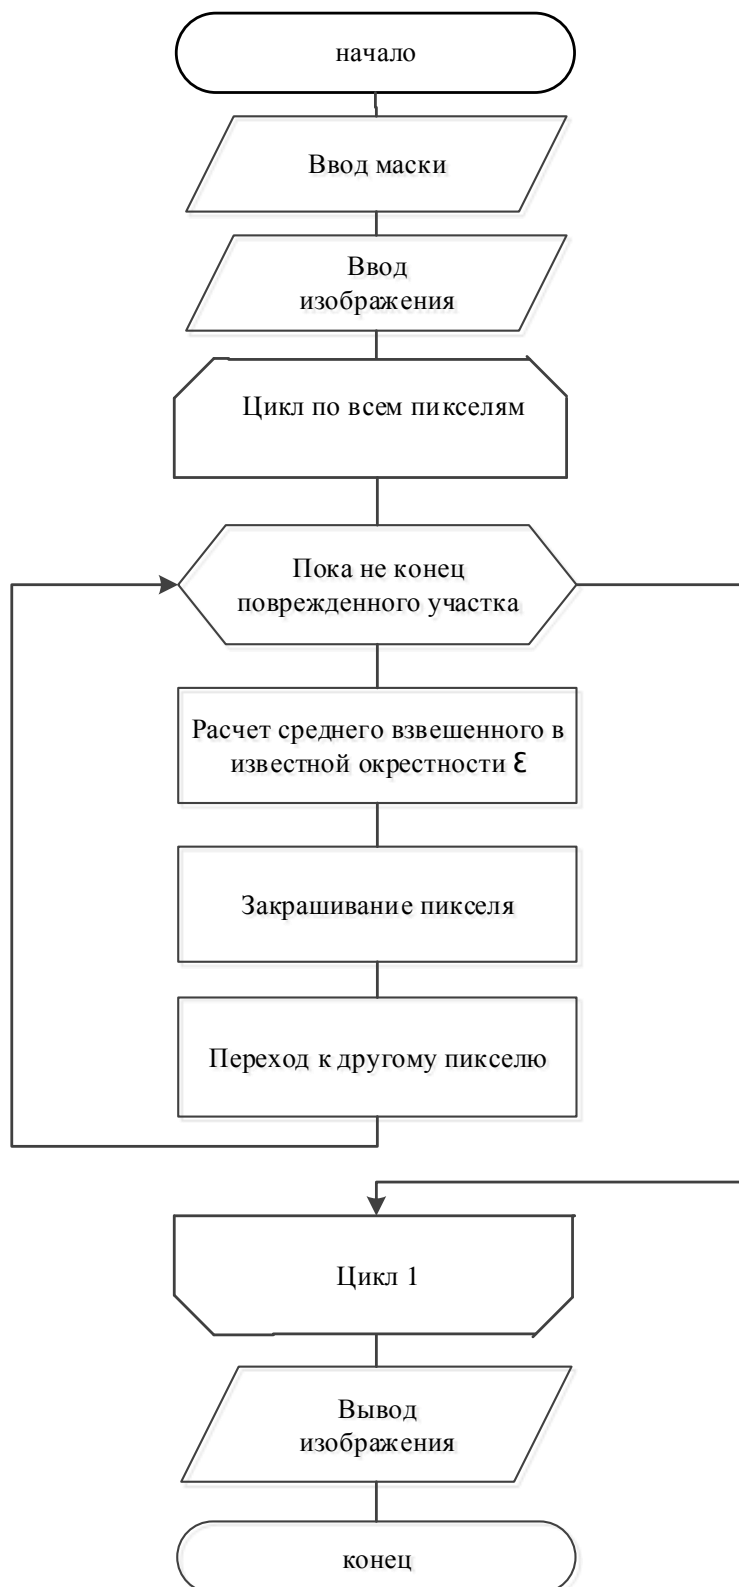 начало
Ввод маски
Ввод
изображения
Цикл по всем пикселям
Пока не конец
поврежденного участка
Расчет среднего взвешенного в
известной окрестности Ɛ
Закрашивание пикселя
Переход к другому пикселю
Цикл 1
Вывод
изображения
конец